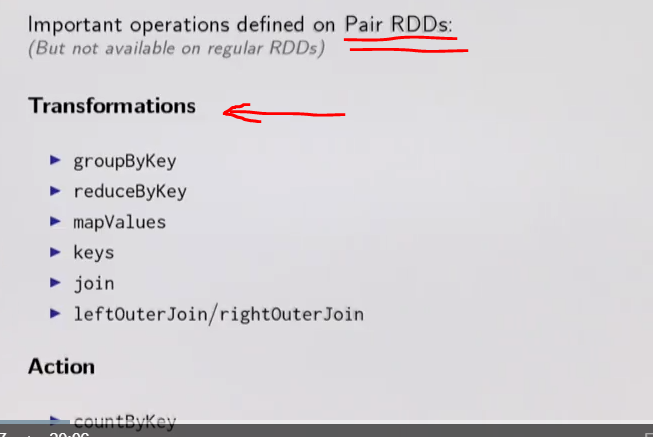 Important operations defined on Pair RDDs:
(But not available on regular RDDs)
Transformations
groupByKey
reduceByKey
mapValues
keys
join
leftOuterJoin/rightOuterJoin
Action
countByKey